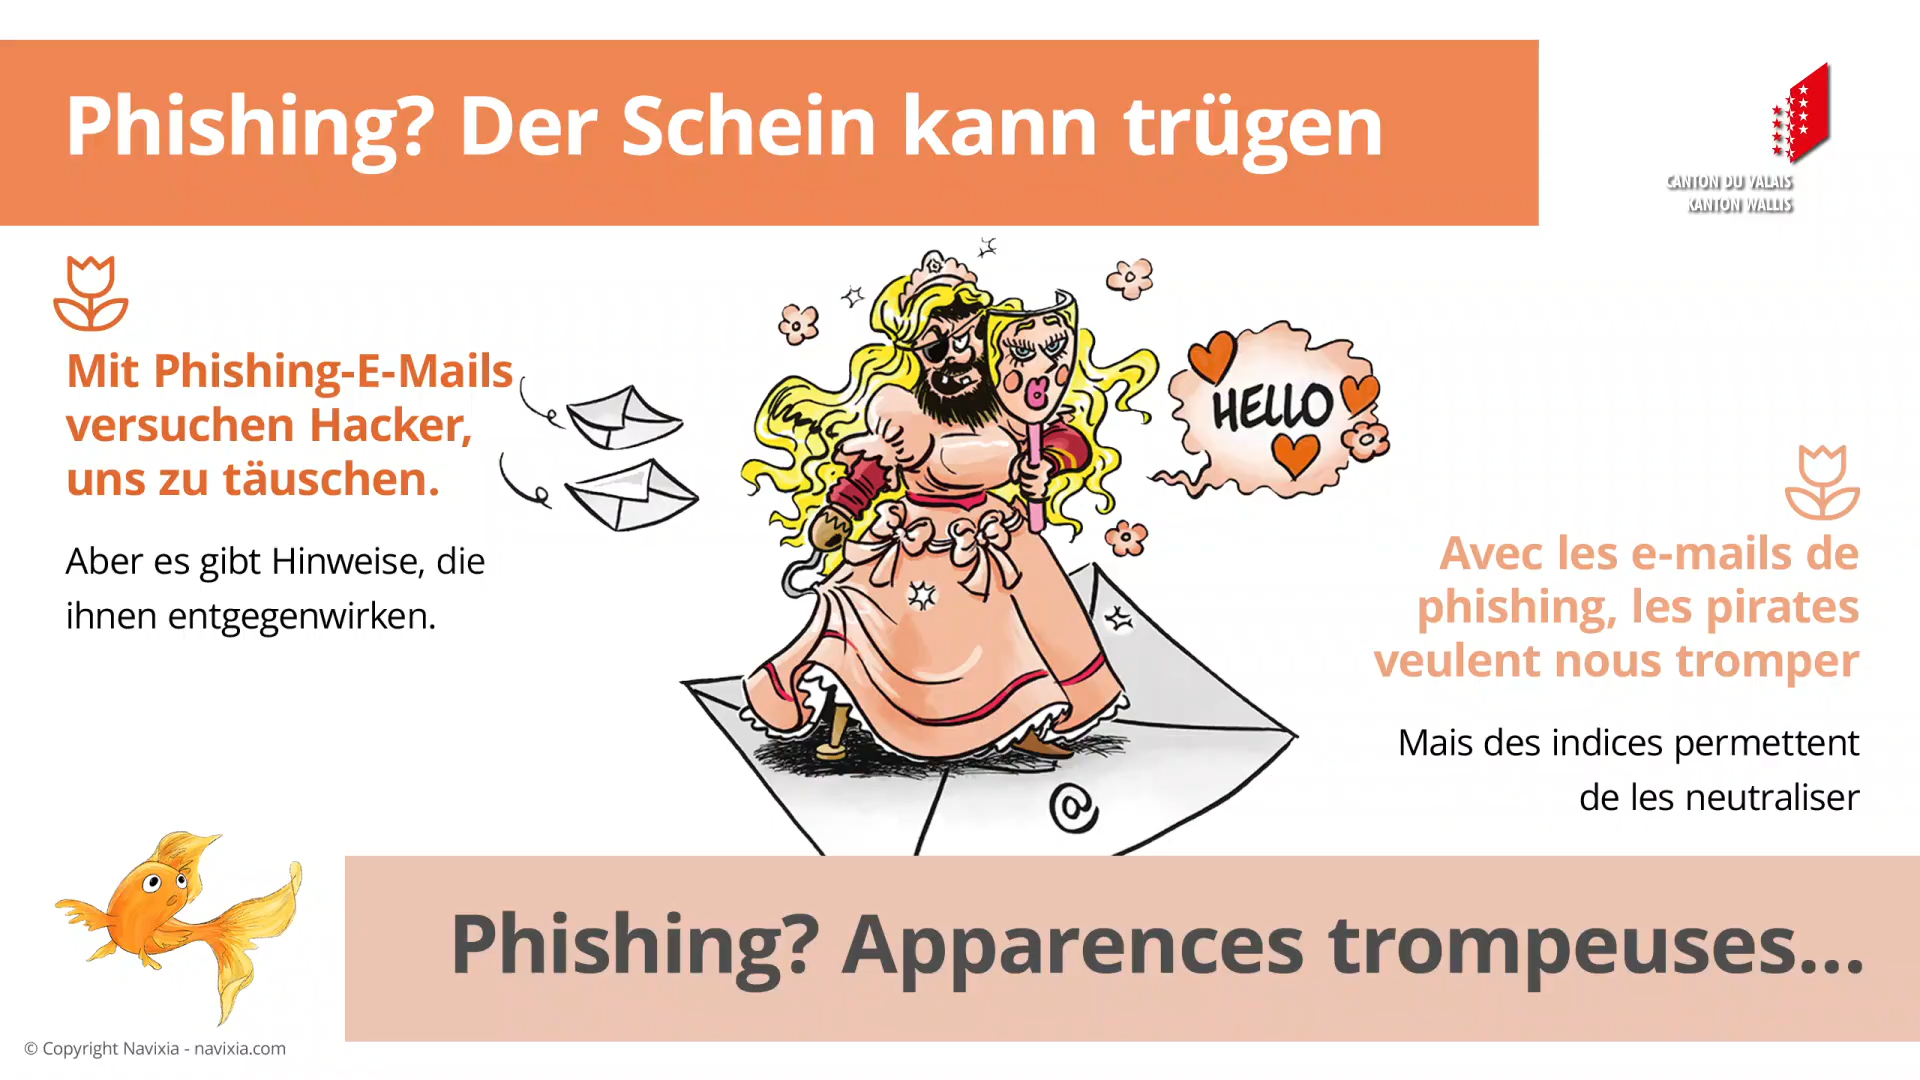 Phishing? Der Schein kann trügen
CANTON DU VALAIS
KANTON WALLIS
Mit Phishing-E-Mails
versuchen Hacker,
uns zu täuschen.
Aber es gibt Hinweise, die
ihnen entgegenwirken.
HELLO
Avec les e-mails de
phishing, les pirates
veulent nous tromper
Mais des indices permettent
de les neutraliser
@
Phishing? Apparences trompeuses...
© Copyright Navixia - navixia.com